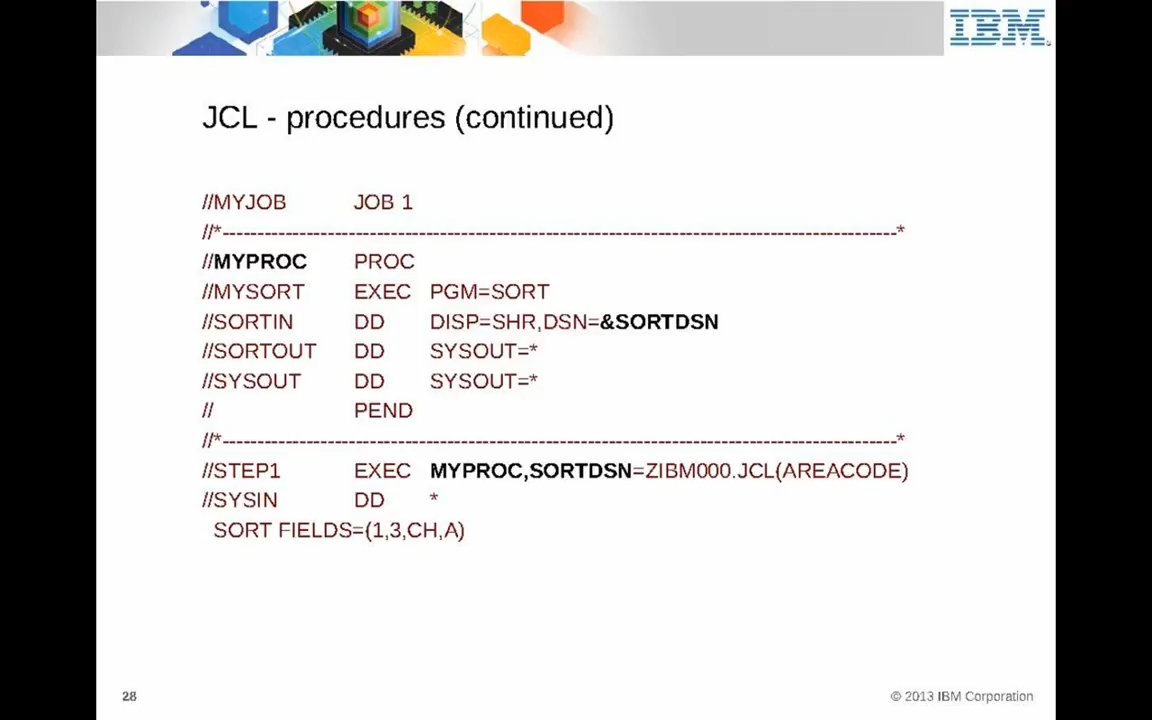 IBM
JCL - procedures (continued)
//MYJOB JOB 1
//*---------------------------------------------------------------------------------------------*
//MYPROC PROC
//MYSORT EXEC PGM=SORT
//SORTIN DD DISP=SHR,DSN=&SORTDSN
//SORTOUT DD SYSOUT=*
//SYSOUT DD SYSOUT=*
// PEND
//*---------------------------------------------------------------------------------------------*
//STEP1 EXEC MYPROC,SORTDSN=ZIBM000.JCL(AREACODE)
//SYSIN DD *
SORT FIELDS=(1,3,CH,A)
28 © 2013 IBM Corporation